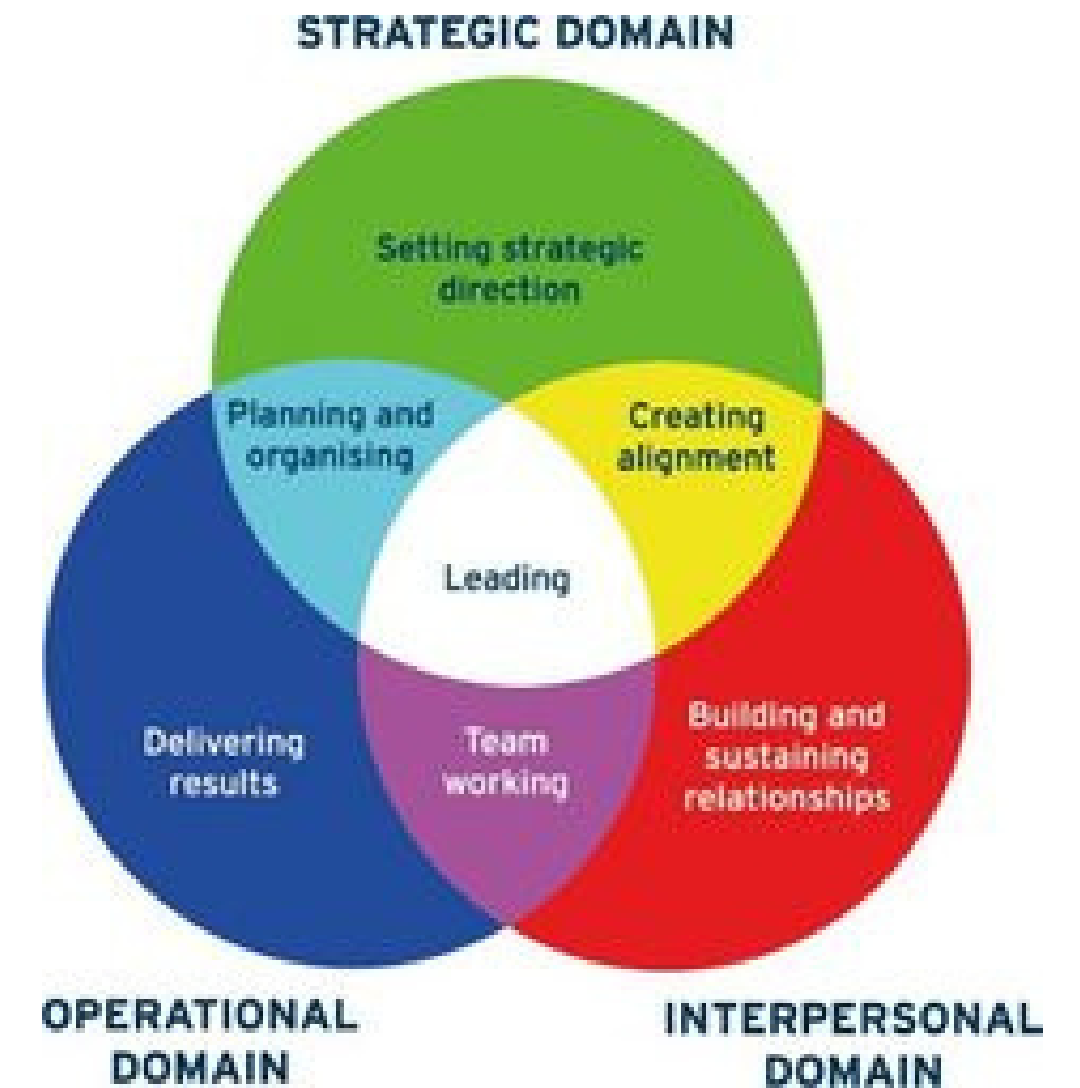 STRATEGIC DOMAIN
Setting strategic
direction
Planning and
organising
Creating
alignment
Leading
Delivering
results
Team
working
Building and
sustaining
relationships
OPERATIONAL
DOMAIN
INTERPERSONAL
DOMAIN